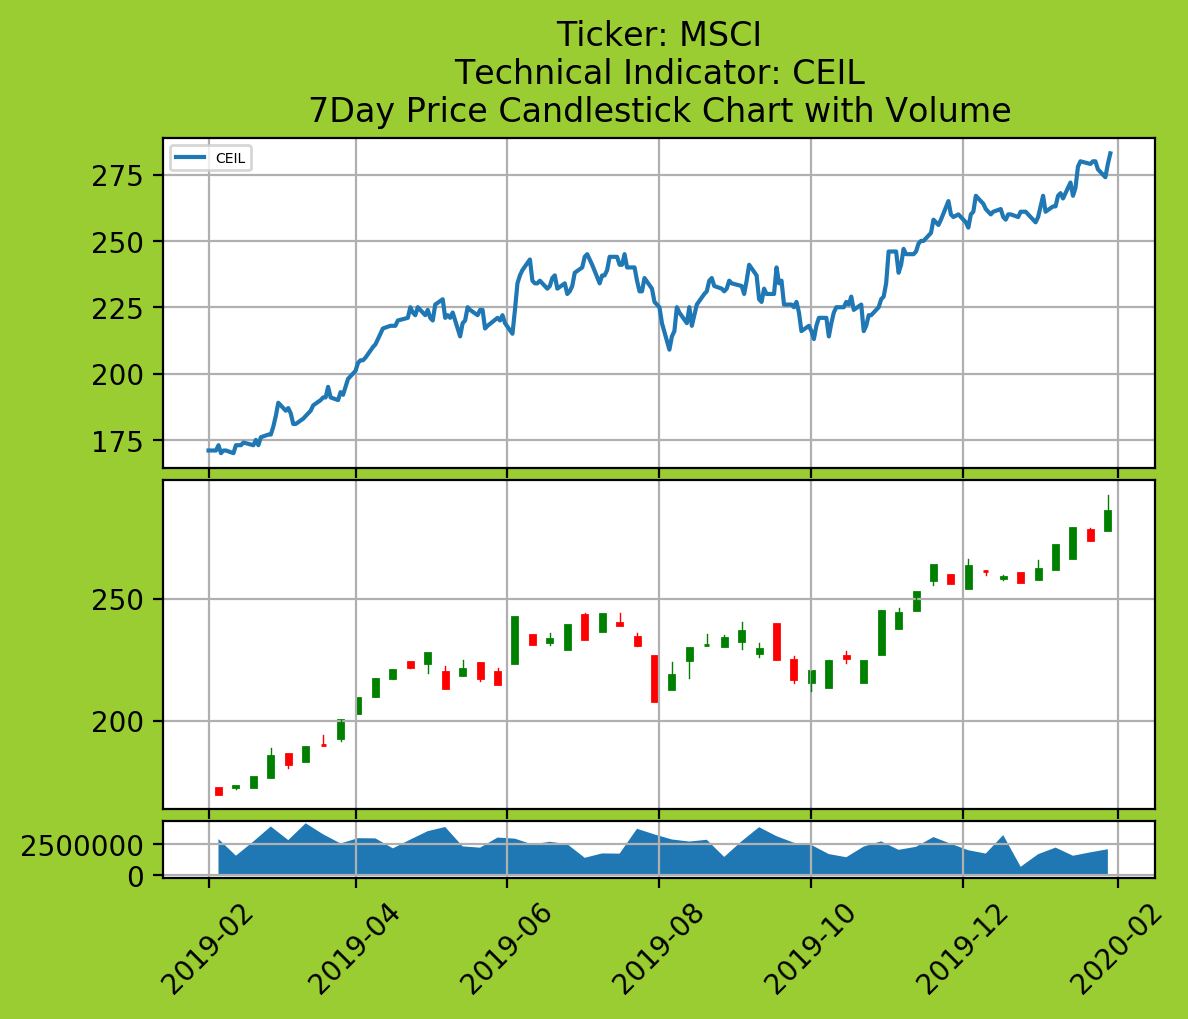 Ticker: MSCI
Technical Indicator: CEIL
7Day Price Candlestick Chart with Volume
CEIL
275
250
225
200
175
250
200
2500000
0
2019-02 2019-04 2019-06 2019-08 2019-10 2019-12 2020-02